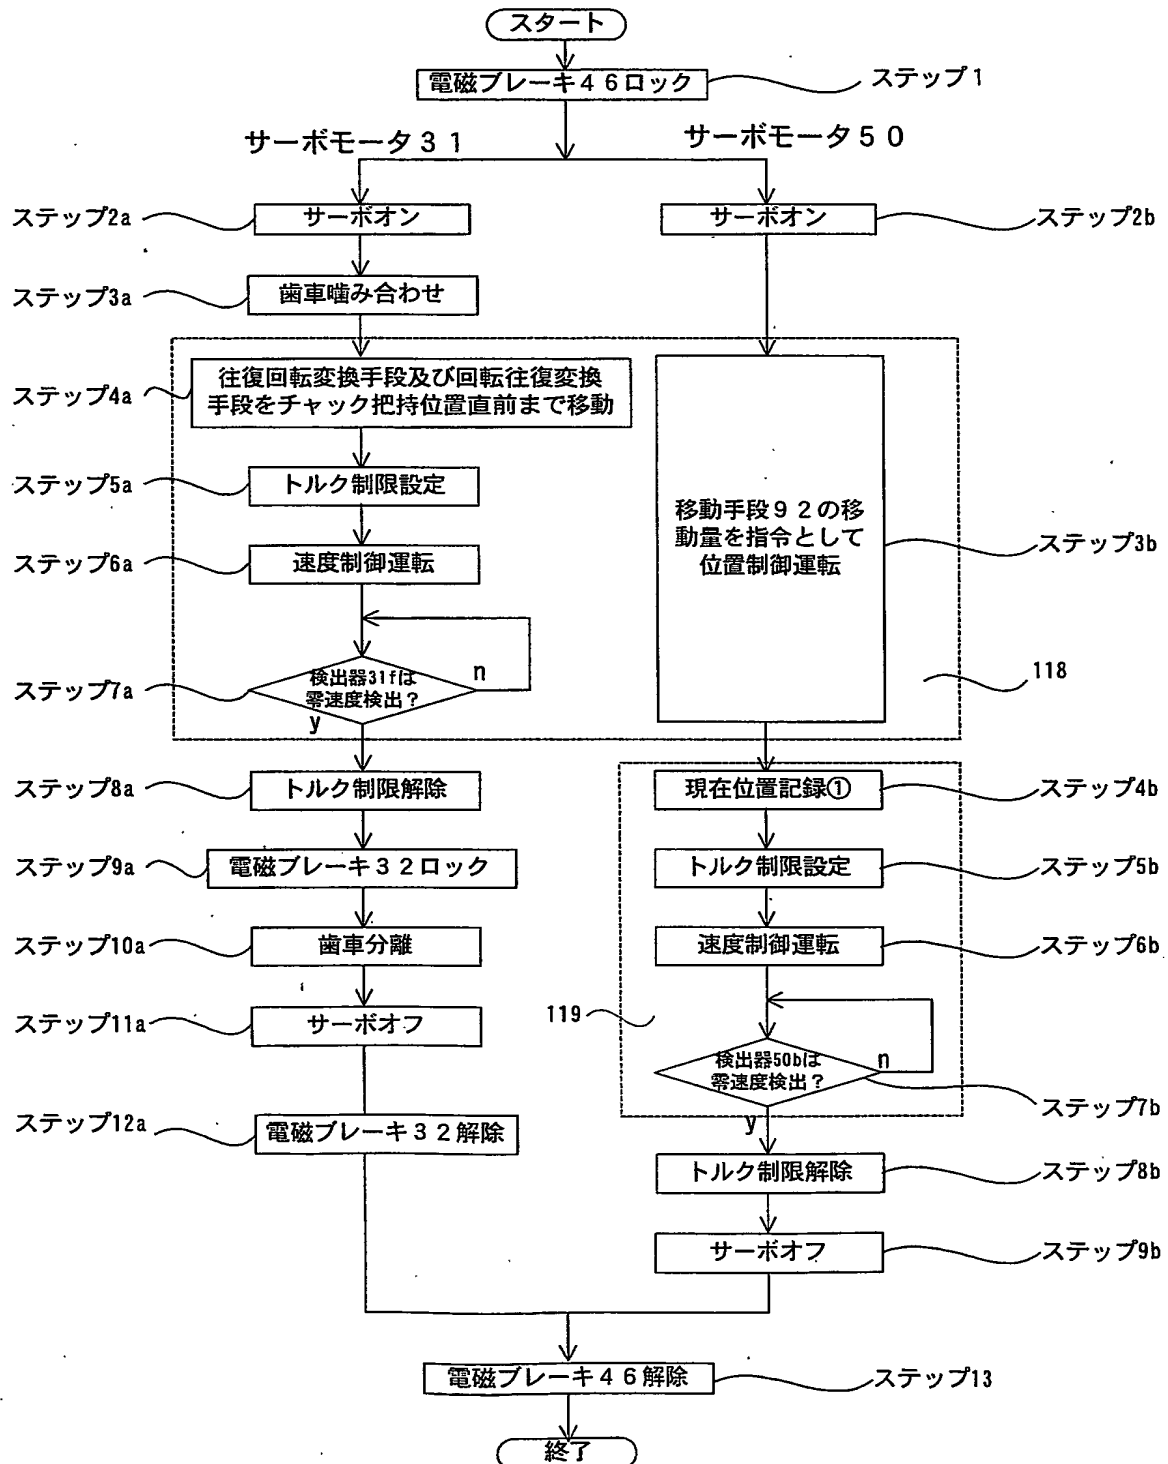 スタート
電磁ブレーキ46ロック
ステップ1
サーボモータ31
サーボモータ50
ステップ2a
サーボオン
サーボオン
ステップ2b
ステップ3a
歯車噛み合わせ
ステップ4a
往復回転変換手段及び回転往復変換
手段をチャック把持位置直前まで移動
ステップ5a
トルク制限設定
移動手段92の移
動量を指令として
位置制御運転
ステップ3b
ステップ6a
速度制御運転
ステップ7a
検出器31fは
零速度検出?
n
y
118
ステップ8a
トルク制限解除
現在位置記録①
ステップ4b
ステップ9a
電磁ブレーキ32ロック
トルク制限設定
ステップ5b
ステップ10a
歯車分離
速度制御運転
ステップ6b
ステップ11a
サーボオフ
119
検出器50bは
零速度検出?
n
y
ステップ7b
ステップ12a
電磁ブレーキ32解除
トルク制限解除
ステップ8b
サーボオフ
ステップ9b
電磁ブレーキ46解除
ステップ13
終了